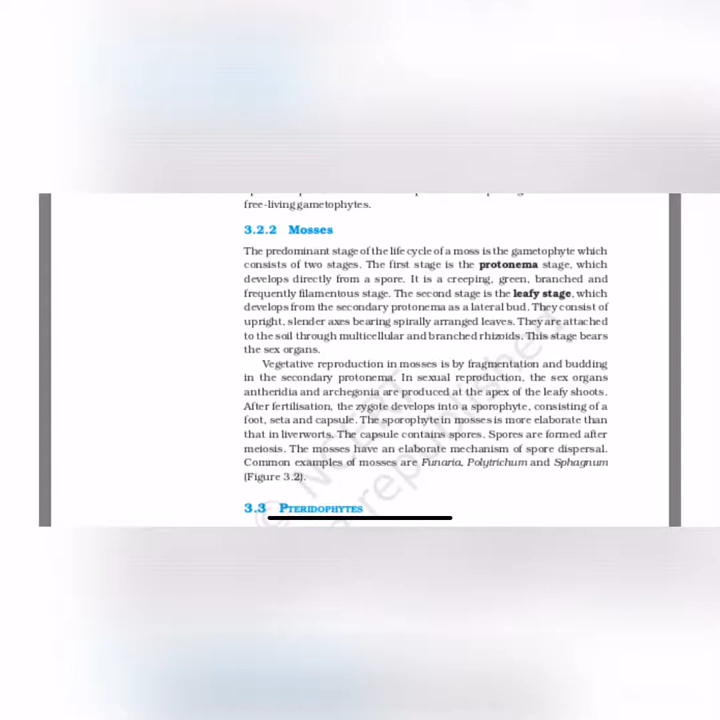 free-living gametophytes.
3.2.2 Mosses
The predominant stage of the life cycle of a moss is the gametophyte which
consists of two stages. The first stage is the protonema stage, which
develops directly from a spore. It is a creeping, green, branched and
frequently filamentous stage. The second stage is the leafy stage, which
develops from the secondary protonema as a lateral bud. They consist of
upright, slender axes bearing spirally arranged leaves. They are attached
to the soil through multicellular and branched rhizoids. This stage bears
the sex organs.
Vegetative reproduction in mosses is by fragmentation and budding
in the secondary protonema. In sexual reproduction, the sex organs
antheridia and archegonia are produced at the apex of the leafy shoots.
After fertilisation, the zygote develops into a sporophyte, consisting of a
foot, seta and capsule. The sporophyte in mosses is more elaborate than
that in liverworts. The capsule contains spores. Spores are formed after
meiosis. The mosses have an elaborate mechanism of spore dispersal.
Common examples of mosses are Funaria, Polytrichum and Sphagnum
(Figure 3.2).
3.3 PTERIDOPHYTES
© NCERT
republished